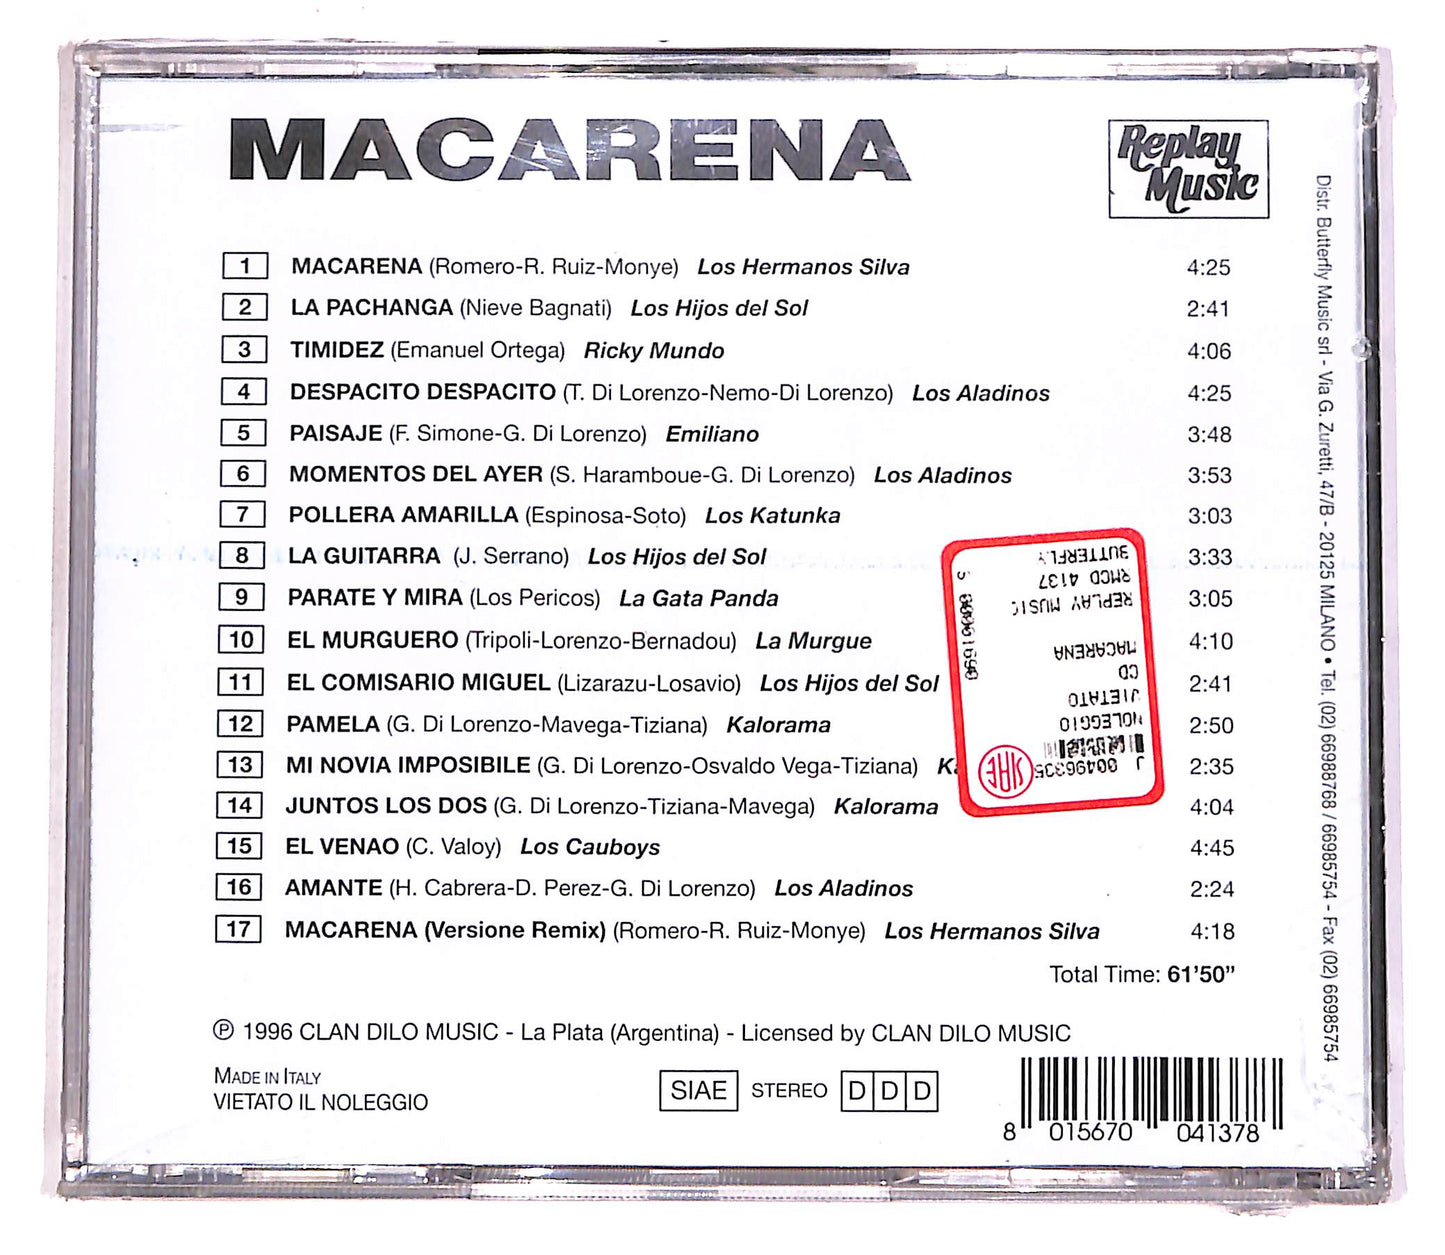 MACARENA
Replay
Music
1 MACARENA (Romero-R. Ruiz-Monye) Los Hermanos Silva 4:25
2 LA PACHANGA (Nieve Bagnati) Los Hijos del Sol 2:41
3 TIMIDEZ (Emanuel Ortega) Ricky Mundo 4:06
4 DESPACITO DESPACITO (T. Di Lorenzo-Nemo-Di Lorenzo) Los Aladinos 4:25
5 PAISAJE (F. Simone-G. Di Lorenzo) Emiliano 3:48
6 MOMENTOS DEL AYER (S. Haramboue-G. Di Lorenzo) Los Aladinos 3:53
7 POLLERA AMARILLA (Espinosa-Soto) Los Katunka 3:03
8 LA GUITARRA (J. Serrano) Los Hijos del Sol 3:33
9 PARATE Y MIRA (Los Pericos) La Gata Panda 3:05
10 EL MURGUERO (Tripoli-Lorenzo-Bernadou) La Murgue 4:10
11 EL COMISARIO MIGUEL (Lizarazu-Losavio) Los Hijos del Sol 2:41
12 PAMELA (G. Di Lorenzo-Mavega-Tiziana) Kalorama 2:50
13 MI NOVIA IMPOSIBILE (G. Di Lorenzo-Osvaldo Vega-Tiziana) 2:35
14 JUNTOS LOS DOS (G. Di Lorenzo-Tiziana-Mavega) Kalorama 4:04
15 EL VENAO (C. Valoy) Los Cauboys 4:45
16 AMANTE (H. Cabrera-D. Perez-G. Di Lorenzo) Los Aladinos 2:24
17 MACARENA (Versione Remix) (Romero-R. Ruiz-Monye) Los Hermanos Silva 4:18
Total Time: 61'50"
℗ 1996 CLAN DILO MUSIC - La Plata (Argentina) - Licensed by CLAN DILO MUSIC
MADE IN ITALY
VIETATO IL NOLEGGIO
SIAE STEREO D D D
8 015670 041378
Distr. Butterfly Music srl - Via G. Zuretti, 47/B - 20125 MILANO • Tel. (02) 66988768 / 66985754 - Fax (02) 66985754
SIAE
NOLEGGIO
VIETATO
CD
MACARENA
REPLAY MUSIC
RMCD 4137
BUTTERFLY